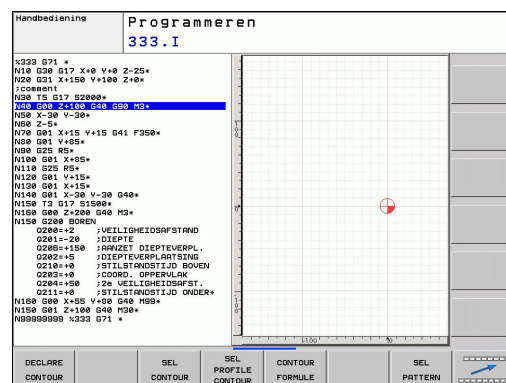 Handbediening
Programmeren
333.I
%333 G71 *
N10 G30 G17 X+0 Y+0 Z-25*
N20 G31 X+150 Y+100 Z+0*
;comment
N30 T5 G17 S2000*
N40 G00 Z+100 G40 G90 M3*
N50 X-30 Y-30*
N60 Z-5*
N70 G01 X+15 Y+15 G41 F350*
N80 G01 Y+85*
N90 G25 R5*
N100 G01 X+85*
N110 G25 R5*
N120 G01 Y+15*
N130 G01 X+15*
N140 G01 X-30 Y-30 G40*
N150 T3 G17 S1500*
N160 G00 Z+200 G40 M3*
N150 G200 BOREN
Q200=+2 ;VEILIGHEIDSAFSTAND
Q201=-20 ;DIEPTE
Q206=+150 ;AANZET DIEPTEVERPL.
Q202=+5 ;DIEPTEVERPLAATSING
Q210=+0 ;STILSTANDSTIJD BOVEN
Q203=+0 ;COORD. OPPERVLAK
Q204=+50 ;2e VEILIGHEIDSAFST.
Q211=+0 ;STILSTANDSTIJD ONDER*
N160 G00 X+55 Y+80 G40 M99*
N150 G01 Z+100 G40 M30*
N99999999 %333 G71 *
-100
DECLARE CONTOUR
SEL CONTOUR
SEL PROFILE CONTOUR
CONTOUR FORMULE
SEL PATTERN